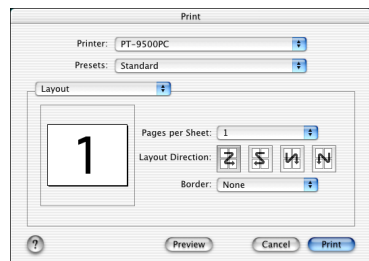 Print
Printer: PT-9500PC
Presets: Standard
Layout
1
Pages per Sheet: 1
Layout Direction:
Border: None
? Preview Cancel Print